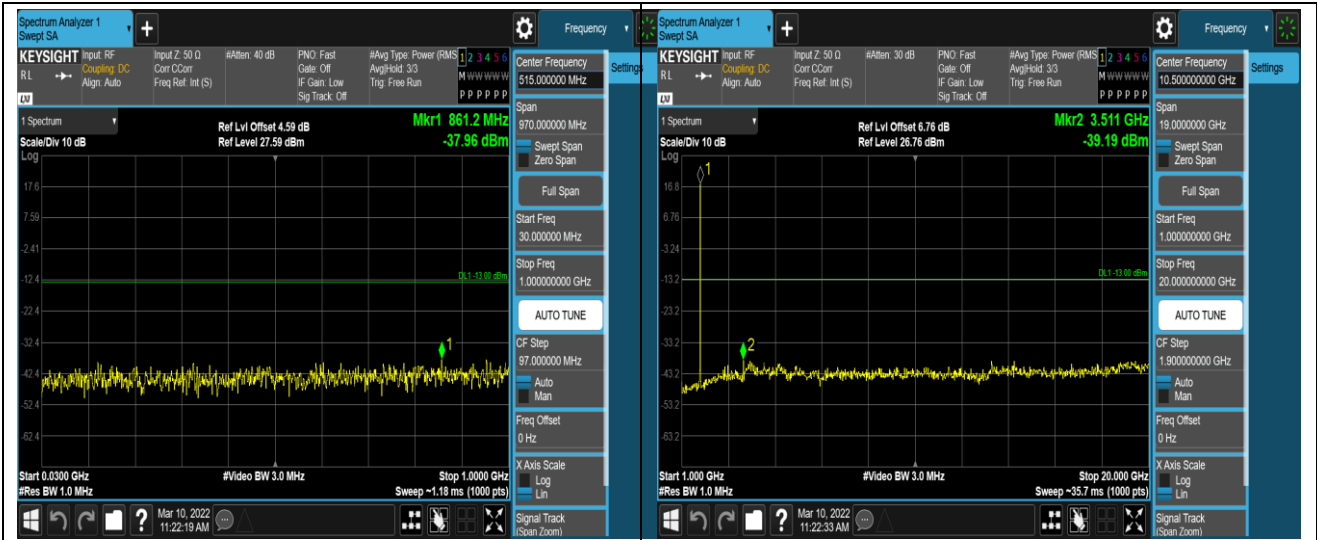 Spectrum Analyzer 1
Swept SA
Frequency
KEYSIGHT
RL
Input: RF
Coupling: DC
Align: Auto
Input Z: 50 Ω
Corr CCorr
Freq Ref: Int (S)
#Atten: 40 dB
PNO: Fast
Gate: Off
IF Gain: Low
Sig Track: Off
#Avg Type: Power (RMS
Avg|Hold: 3/3
Trig: Free Run
1 2 3 4 5 6
M W W W W W
P P P P P P
Center Frequency
515.000000 MHz
Settings
Span
970.000000 MHz
Swept Span
Zero Span
Full Span
Start Freq
30.000000 MHz
Stop Freq
1.000000000 GHz
AUTO TUNE
CF Step
97.000000 MHz
Auto
Man
Freq Offset
0 Hz
X Axis Scale
Log
Lin
Signal Track
(Span Zoom)
1 Spectrum
Scale/Div 10 dB
Log
Ref Lvl Offset 4.59 dB
Ref Level 27.59 dBm
Mkr1 861.2 MHz
-37.96 dBm
17.6
7.59
-2.41
-12.4
-22.4
-32.4
-42.4
-52.4
-62.4
DL1 -13.00 dBm
1
Start 0.0300 GHz
#Res BW 1.0 MHz
#Video BW 3.0 MHz
Stop 1.0000 GHz
Sweep ~1.18 ms (1000 pts)
?
Mar 10, 2022
11:22:19 AM
Spectrum Analyzer 1
Swept SA
Frequency
KEYSIGHT
RL
Input: RF
Coupling: DC
Align: Auto
Input Z: 50 Ω
Corr CCorr
Freq Ref: Int (S)
#Atten: 30 dB
PNO: Fast
Gate: Off
IF Gain: Low
Sig Track: Off
#Avg Type: Power (RMS
Avg|Hold: 3/3
Trig: Free Run
1 2 3 4 5 6
M W W W W W
P P P P P P
Center Frequency
10.500000000 GHz
Settings
Span
19.0000000 GHz
Swept Span
Zero Span
Full Span
Start Freq
1.000000000 GHz
Stop Freq
20.000000000 GHz
AUTO TUNE
CF Step
1.900000000 GHz
Auto
Man
Freq Offset
0 Hz
X Axis Scale
Log
Lin
Signal Track
(Span Zoom)
1 Spectrum
Scale/Div 10 dB
Log
Ref Lvl Offset 6.76 dB
Ref Level 26.76 dBm
Mkr2 3.511 GHz
-39.19 dBm
16.8
6.76
-3.24
-13.2
-23.2
-33.2
-43.2
-53.2
-63.2
DL1 -13.00 dBm
1
2
Start 1.000 GHz
#Res BW 1.0 MHz
#Video BW 3.0 MHz
Stop 20.000 GHz
Sweep ~35.7 ms (1000 pts)
?
Mar 10, 2022
11:22:33 AM